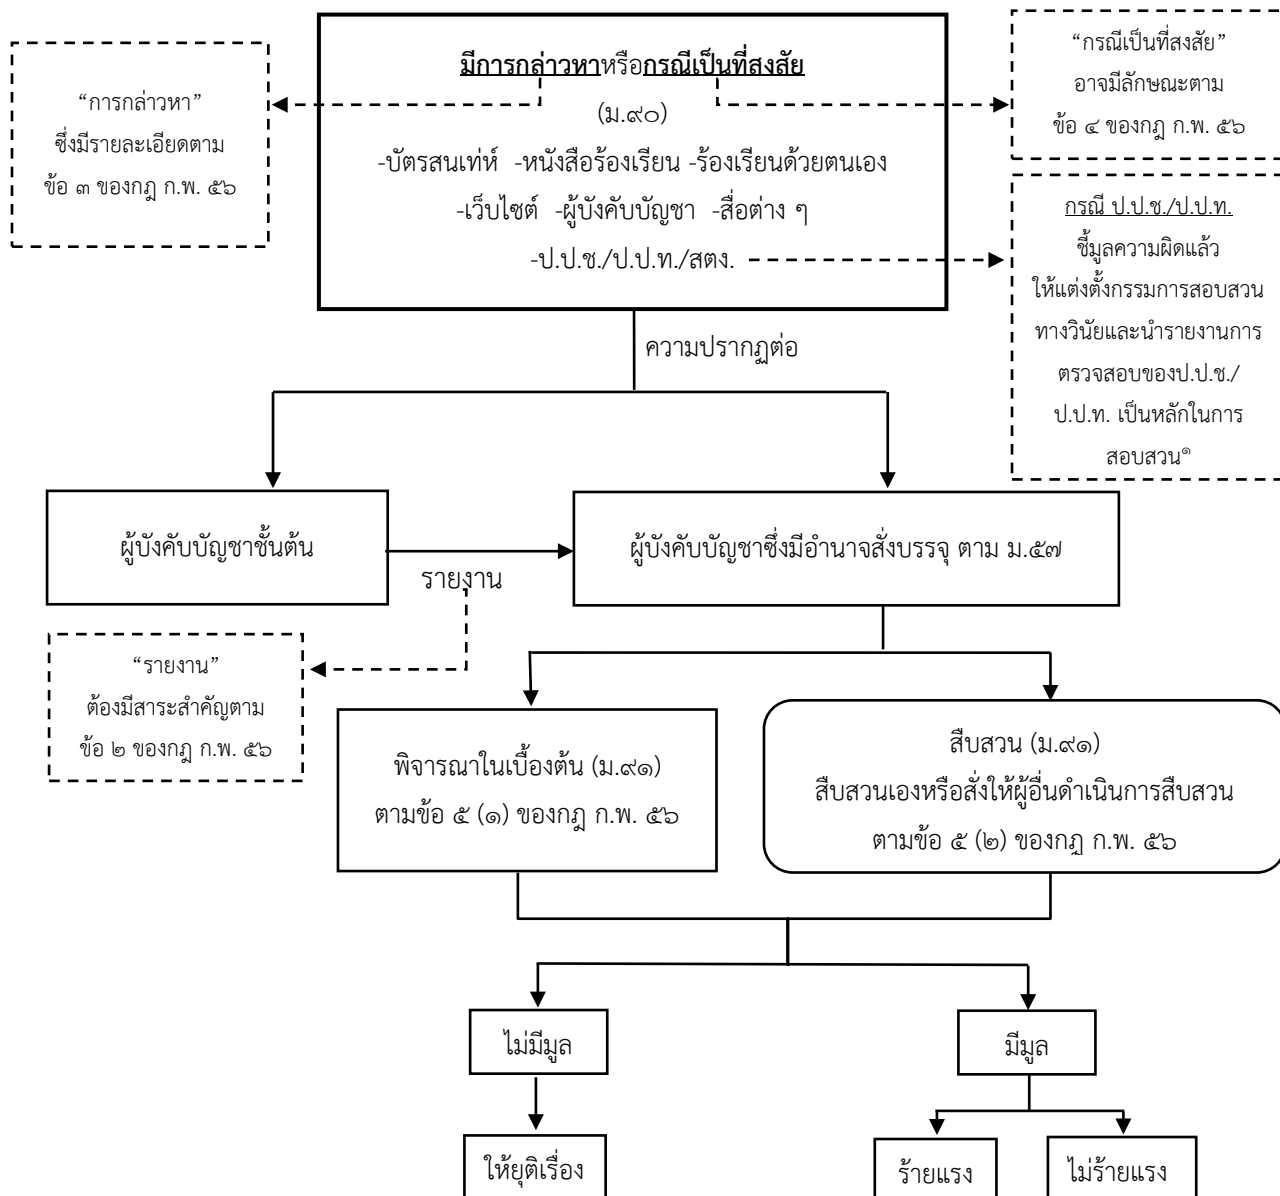 มีการกล่าวหาหรือกรณีเป็นที่สงสัย
(ม.๙๐)
-บัตรสนเท่ห์ -หนังสือร้องเรียน -ร้องเรียนด้วยตนเอง
-เว็บไซต์ -ผู้บังคับบัญชา -สื่อต่าง ๆ
-ป.ป.ช./ป.ป.ท./สตง.
“การกล่าวหา”
ซึ่งมีรายละเอียดตาม
ข้อ ๓ ของกฎ ก.พ. ๕๖
“กรณีเป็นที่สงสัย”
อาจมีลักษณะตาม
ข้อ ๔ ของกฎ ก.พ. ๕๖
กรณี ป.ป.ช./ป.ป.ท.
ชี้มูลความผิดแล้ว
ให้แต่งตั้งกรรมการสอบสวน
ทางวินัยและนำรายงานการ
ตรวจสอบของป.ป.ช./
ป.ป.ท. เป็นหลักในการ
สอบสวน๑
ความปรากฏต่อ
ผู้บังคับบัญชาชั้นต้น
รายงาน
ผู้บังคับบัญชาซึ่งมีอำนาจสั่งบรรจุ ตาม ม.๕๗
“รายงาน”
ต้องมีสาระสำคัญตาม
ข้อ ๒ ของกฎ ก.พ. ๕๖
พิจารณาในเบื้องต้น (ม.๙๑)
ตามข้อ ๕ (๑) ของกฎ ก.พ. ๕๖
สืบสวน (ม.๙๑)
สืบสวนเองหรือสั่งให้ผู้อื่นดำเนินการสืบสวน
ตามข้อ ๕ (๒) ของกฎ ก.พ. ๕๖
ไม่มีมูล
มีมูล
ให้ยุติเรื่อง
ร้ายแรง
ไม่ร้ายแรง